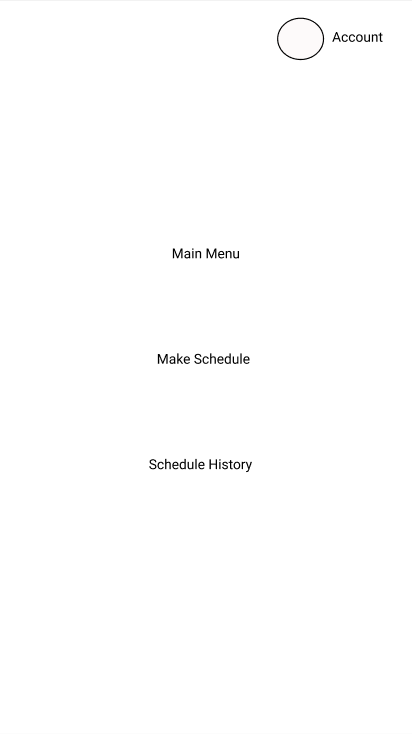 Account
Main Menu
Make Schedule
Schedule History